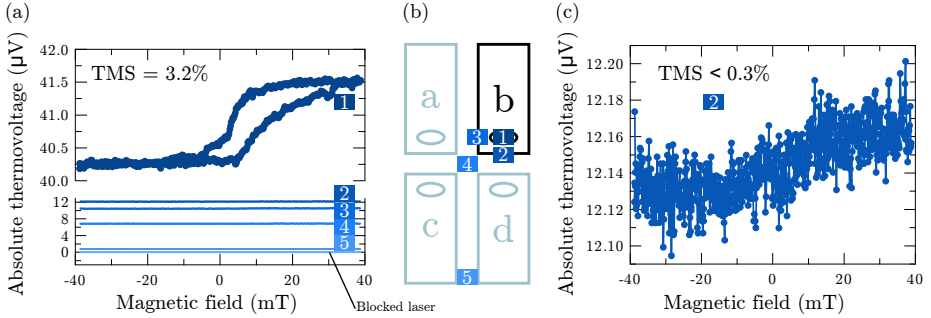 (a)
Absolute thermovoltage (µV)
42.0
41.5
41.0
40.5
40.0
12
8
4
0
TMS = 3.2%
1
2
3
4
5
-40
-20
0
20
40
Magnetic field (mT)
Blocked laser
(b)
a
b
3
1
2
4
c
d
5
(c)
Absolute thermovoltage (µV)
12.20
12.18
12.16
12.14
12.12
12.10
TMS < 0.3%
2
-40
-20
0
20
40
Magnetic field (mT)